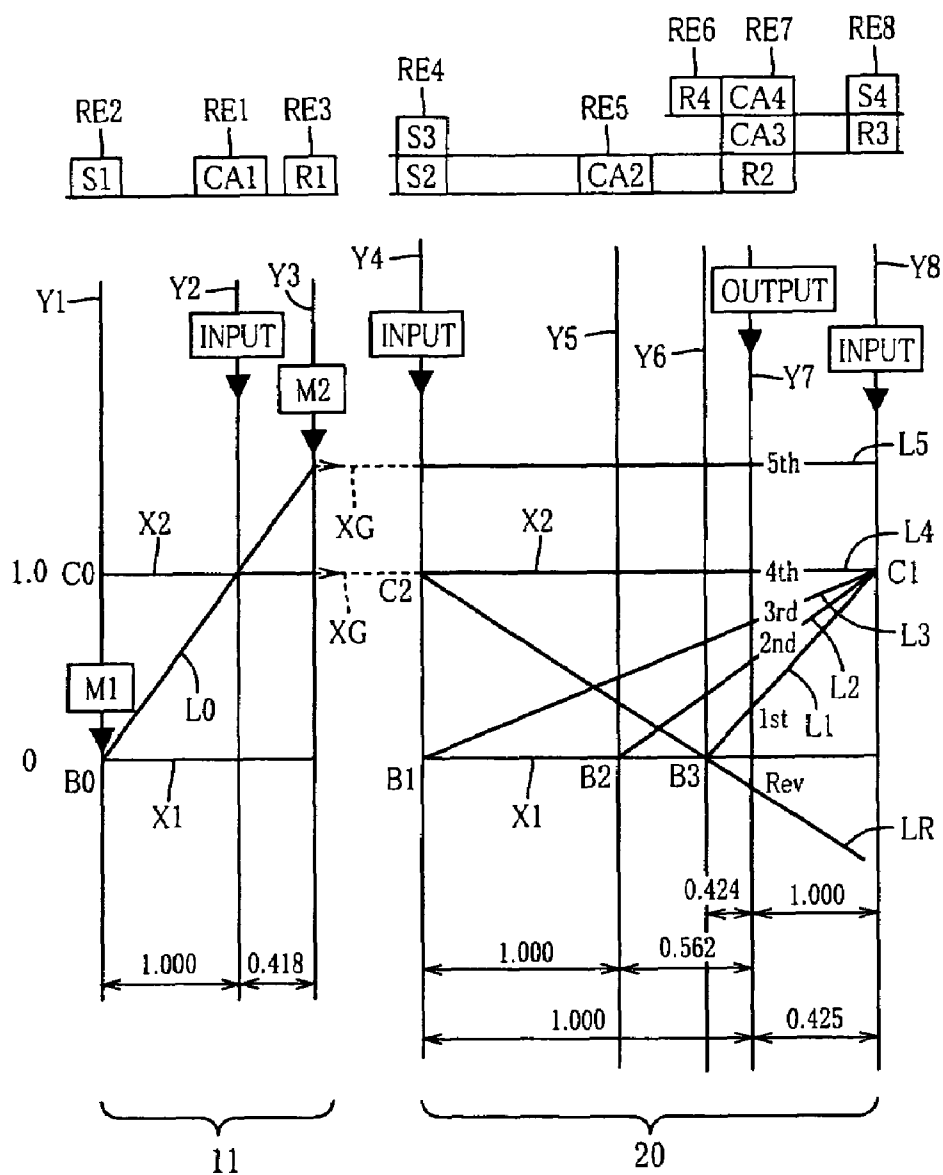 RE6 RE7 RE8
RE4
RE2 RE1 RE3 RE5
R4 CA4 S4
S3 CA3 R3
S1 CA1 R1 S2 CA2 R2
Y1 Y2 Y3 Y4 Y5 Y6 Y7 Y8
INPUT INPUT OUTPUT INPUT
M2
5th L5
XG
X2 X2 L4
1.0 C0 C2 4th C1
XG 3rd L3
2nd L2
M1 L0 1st L1
0 B0 B1 B2 B3
X1 X1 Rev
LR
0.424 1.000
1.000 0.418 1.000 0.562
1.000 0.425
11 20